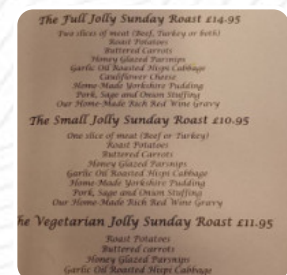 The Full Jolly Sunday Roast £14.95
Two slices of meat (Beef, Turkey or both)
Roast Potatoes
Buttered Carrots
Honey Glazed Parsnips
Garlic Oil Roasted Hispi Cabbage
Cauliflower Cheese
Home-Made Yorkshire Pudding
Pork, Sage and Onion Stuffing
Our Home-Made Rich Red Wine Gravy
The Small Jolly Sunday Roast £10.95
One slice of meat (Beef or Turkey)
Roast Potatoes
Buttered Carrots
Honey Glazed Parsnips
Garlic Oil Roasted Hispi Cabbage
Home-Made Yorkshire Pudding
Pork, Sage and Onion Stuffing
Our Home-Made Rich Red Wine Gravy
he Vegetarian Jolly Sunday Roast £11.95
Roast Potatoes
Buttered carrots
Honey Glazed Parsnips
Garlic Oil Roasted Hispi Cabbage